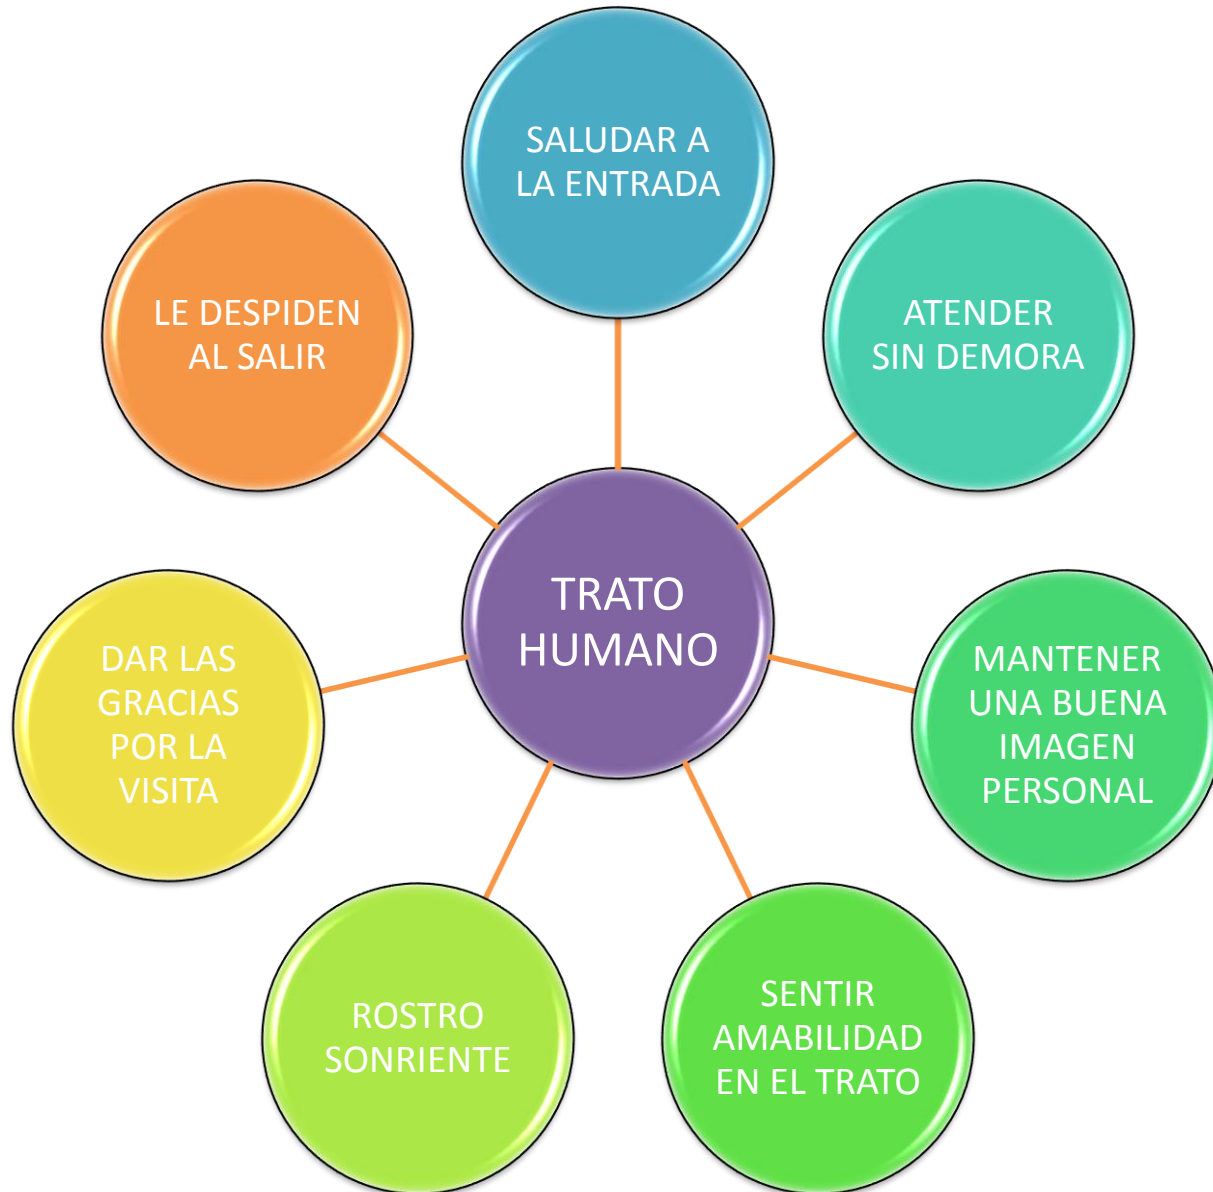 SALUDAR A
LA ENTRADA
ATENDER
SIN DEMORA
MANTENER
UNA BUENA
IMAGEN
PERSONAL
SENTIR
AMABILIDAD
EN EL TRATO
ROSTRO
SONRIENTE
DAR LAS
GRACIAS
POR LA
VISITA
LE DESPIDEN
AL SALIR
TRATO
HUMANO